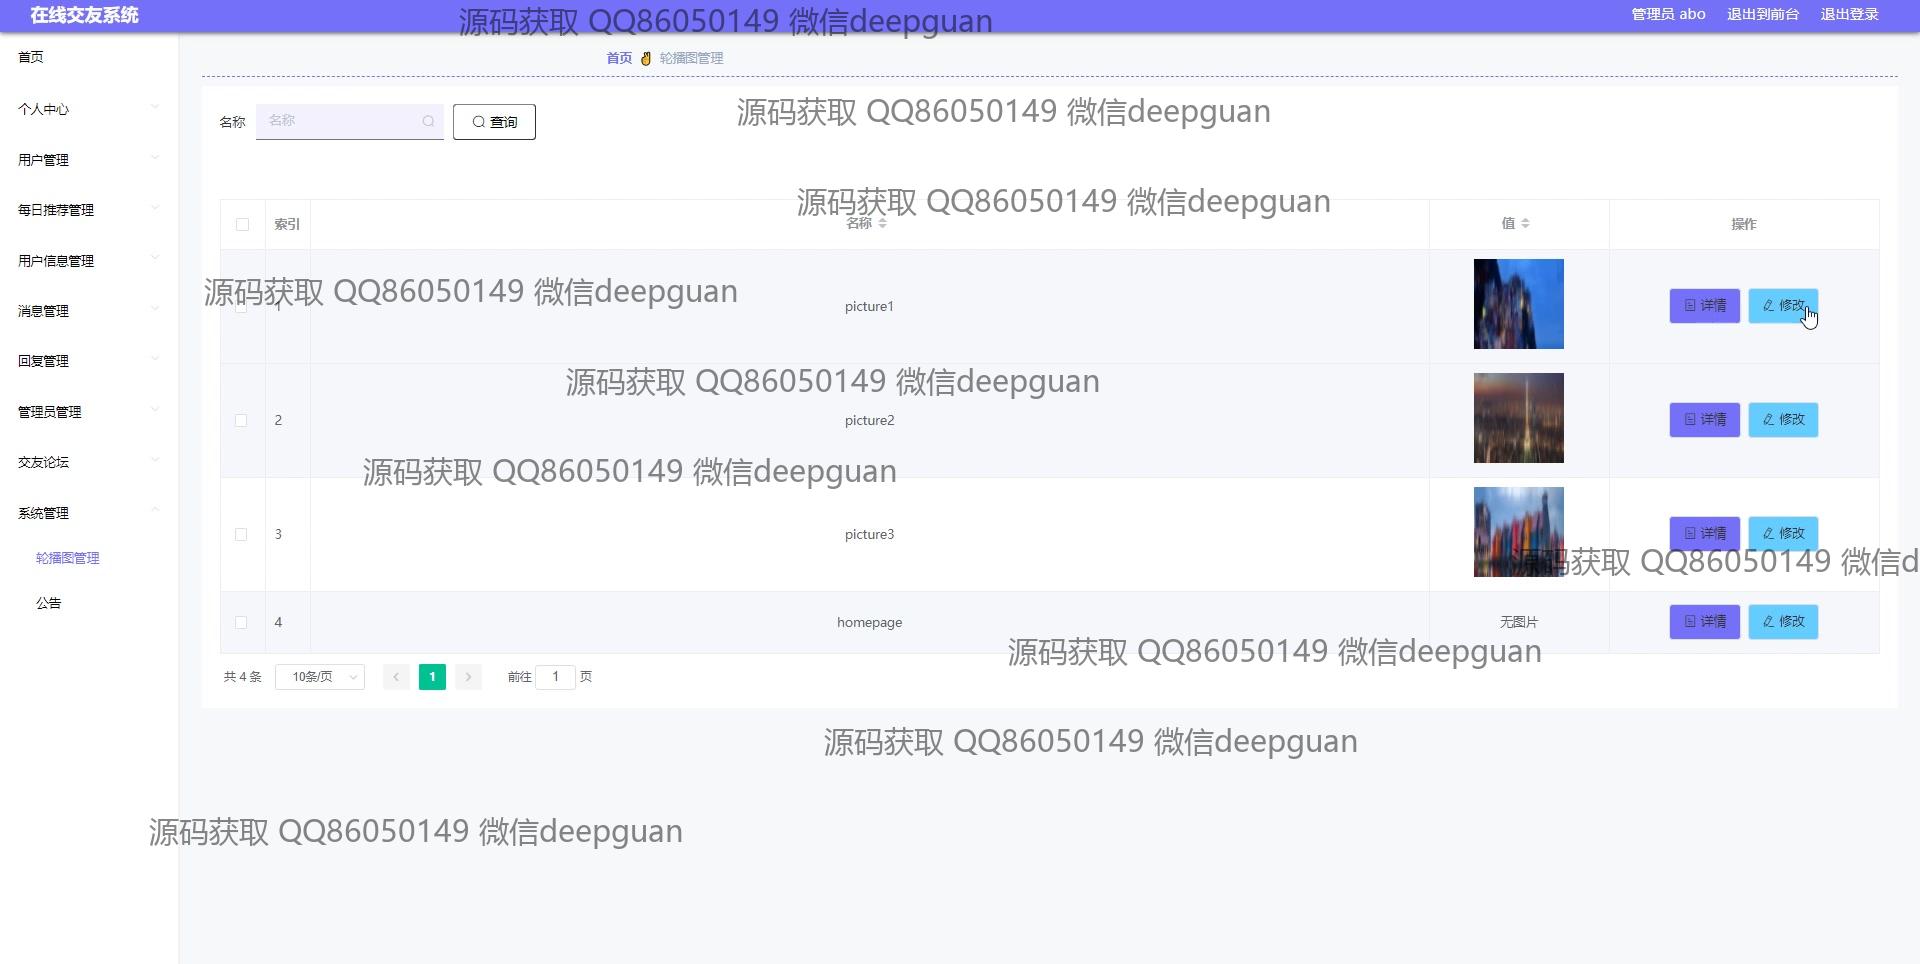 在线交友系统
源码获取 QQ86050149 微信deepguan
管理员 abo 退出到前台 退出登录
首页
首页 轮播图管理
个人中心
源码获取 QQ86050149 微信deepguan
名称 名称 查询
用户管理
源码获取 QQ86050149 微信deepguan
每日推荐管理
索引 名称 值 操作
用户信息管理
源码获取 QQ86050149 微信deepguan
消息管理
1 picture1 详情 修改
回复管理
源码获取 QQ86050149 微信deepguan
管理员管理
2 picture2 详情 修改
交友论坛
源码获取 QQ86050149 微信deepguan
系统管理
3 picture3 详情 修改
轮播图管理
源码获取 QQ86050149 微信d
公告
4 homepage 无图片 详情 修改
源码获取 QQ86050149 微信deepguan
共 4 条 10条/页 1 前往 1 页
源码获取 QQ86050149 微信deepguan
源码获取 QQ86050149 微信deepguan